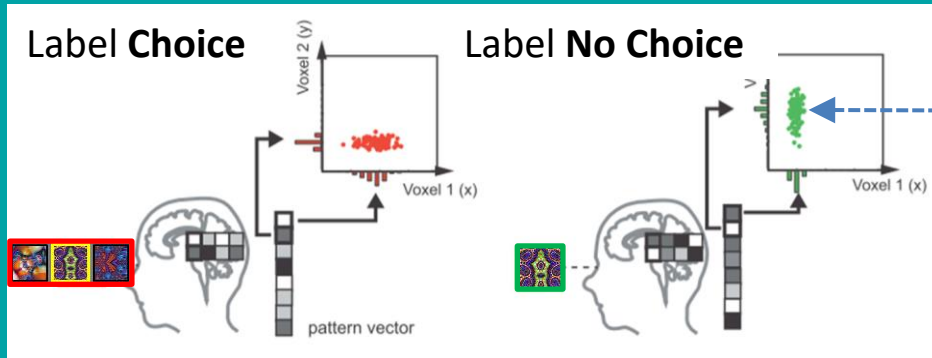 Label Choice
Voxel 2 (y)
Voxel 1 (x)
pattern vector
Label No Choice
Voxel 1 (x)